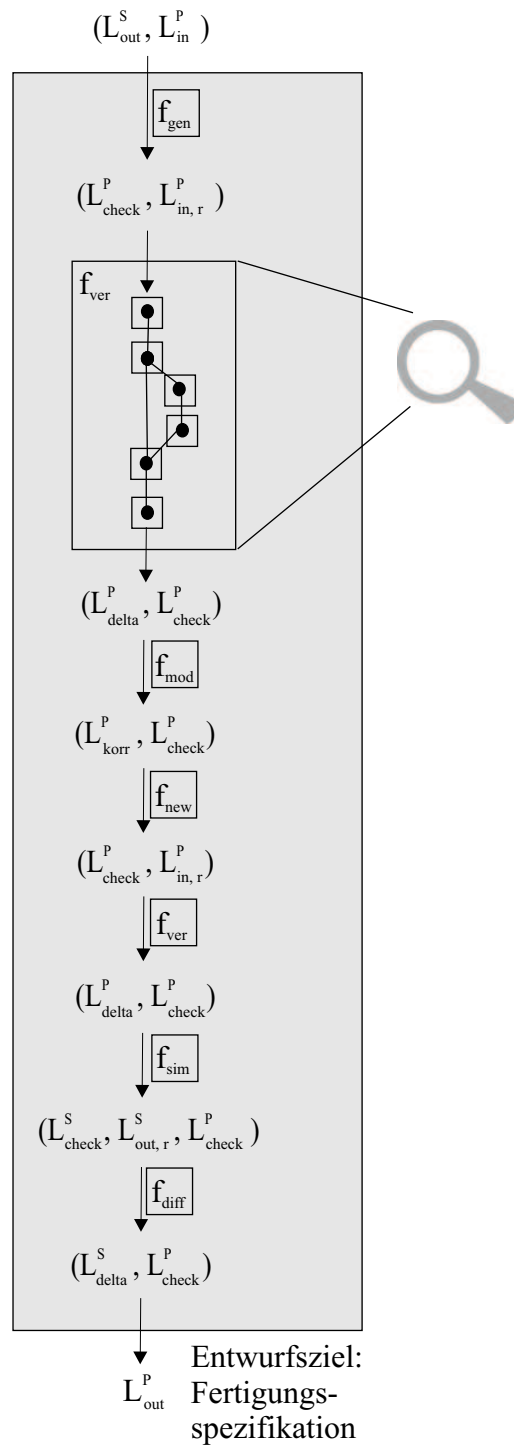 (L^S_out, L^P_in)
f_gen
(L^P_check, L^P_in, r)
f_ver
(L^P_delta, L^P_check)
f_mod
(L^P_korr, L^P_check)
f_new
(L^P_check, L^P_in, r)
f_ver
(L^P_delta, L^P_check)
f_sim
(L^S_check, L^S_out, r, L^P_check)
f_diff
(L^S_delta, L^P_check)
L^P_out
Entwurfsziel:
Fertigungs-
spezifikation